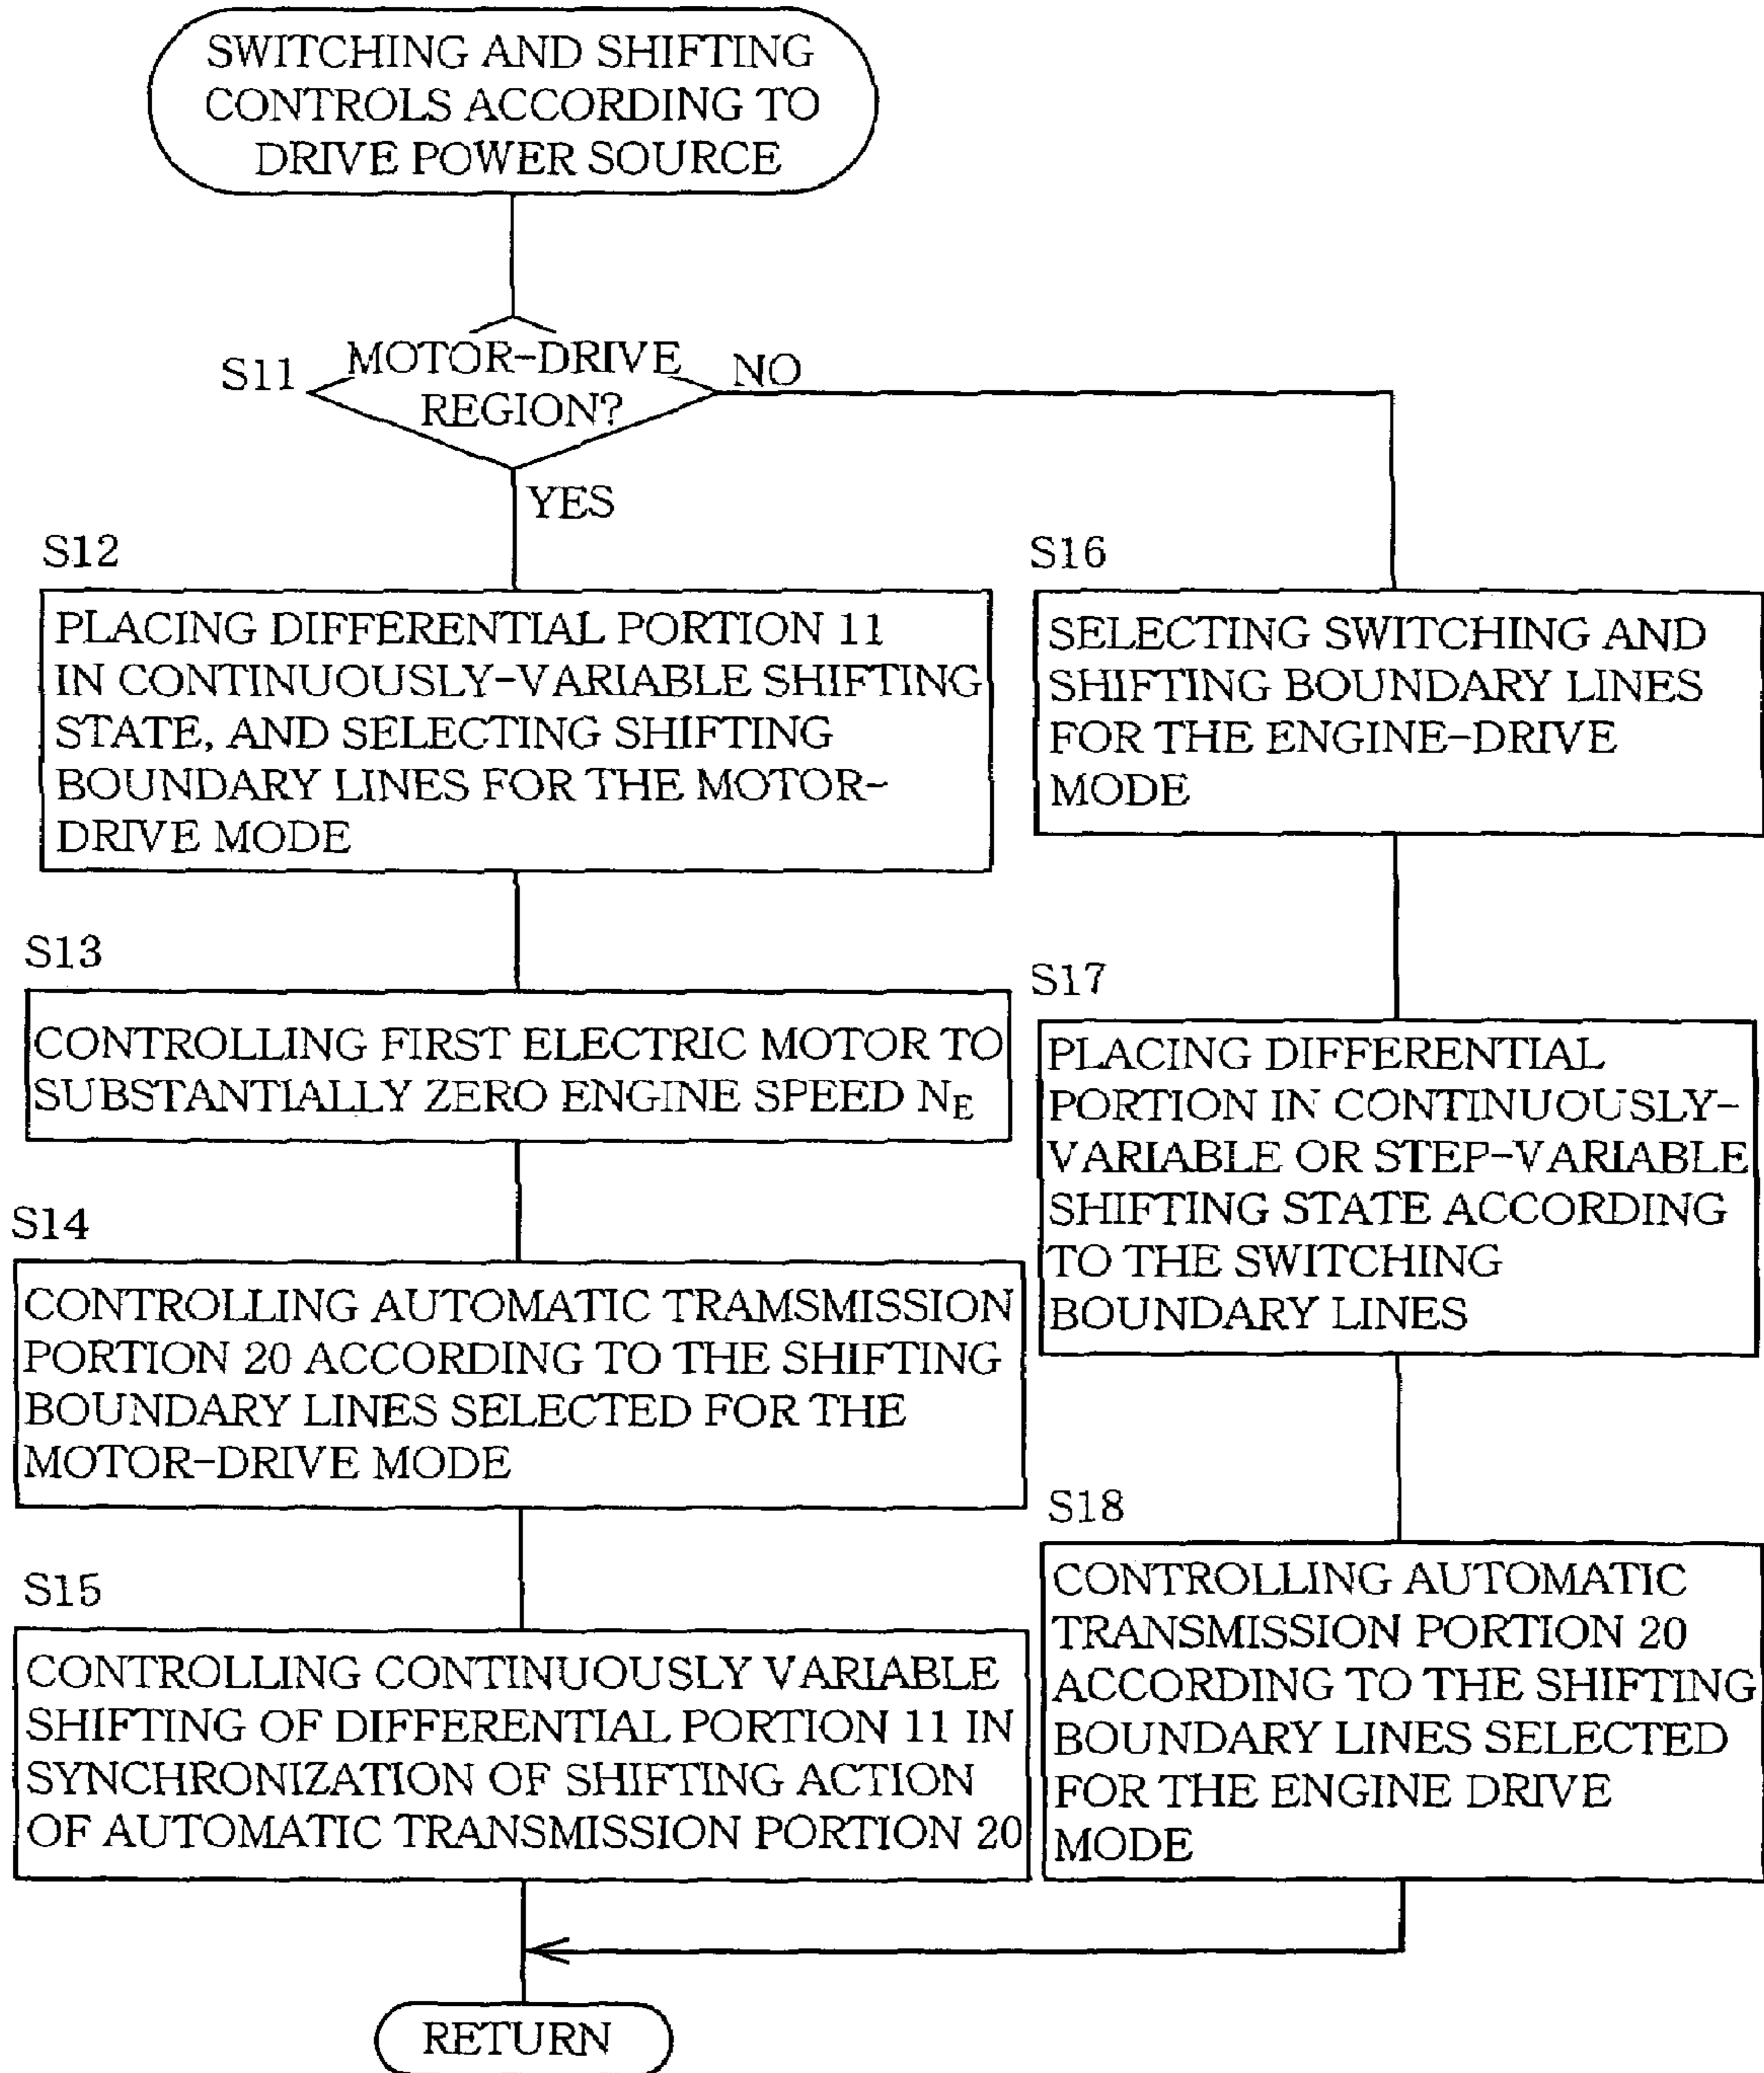 SWITCHING AND SHIFTING
CONTROLS ACCORDING TO
DRIVE POWER SOURCE
S11
MOTOR-DRIVE
REGION?
NO
YES
S12
PLACING DIFFERENTIAL PORTION 11
IN CONTINUOUSLY-VARIABLE SHIFTING
STATE, AND SELECTING SHIFTING
BOUNDARY LINES FOR THE MOTOR-
DRIVE MODE
S13
CONTROLLING FIRST ELECTRIC MOTOR TO
SUBSTANTIALLY ZERO ENGINE SPEED NE
S14
CONTROLLING AUTOMATIC TRAMSMISSION
PORTION 20 ACCORDING TO THE SHIFTING
BOUNDARY LINES SELECTED FOR THE
MOTOR-DRIVE MODE
S15
CONTROLLING CONTINUOUSLY VARIABLE
SHIFTING OF DIFFERENTIAL PORTION 11 IN
SYNCHRONIZATION OF SHIFTING ACTION
OF AUTOMATIC TRANSMISSION PORTION 20
S16
SELECTING SWITCHING AND
SHIFTING BOUNDARY LINES
FOR THE ENGINE-DRIVE
MODE
S17
PLACING DIFFERENTIAL
PORTION IN CONTINUOUSLY-
VARIABLE OR STEP-VARIABLE
SHIFTING STATE ACCORDING
TO THE SWITCHING
BOUNDARY LINES
S18
CONTROLLING AUTOMATIC
TRANSMISSION PORTION 20
ACCORDING TO THE SHIFTING
BOUNDARY LINES SELECTED
FOR THE ENGINE DRIVE
MODE
RETURN